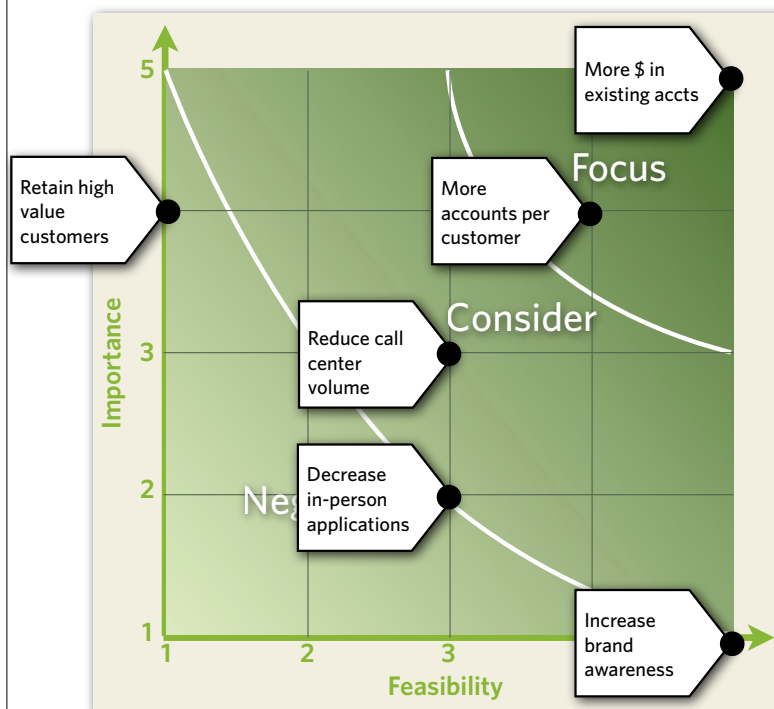 More $ in
existing accts
5
Focus
Retain high
value
customers
More
accounts per
customer
Consider
Reduce call
center
volume
3
Importance
Decrease
in-person
applications
2
Increase
brand
awareness
1
1
2
3
Feasibility